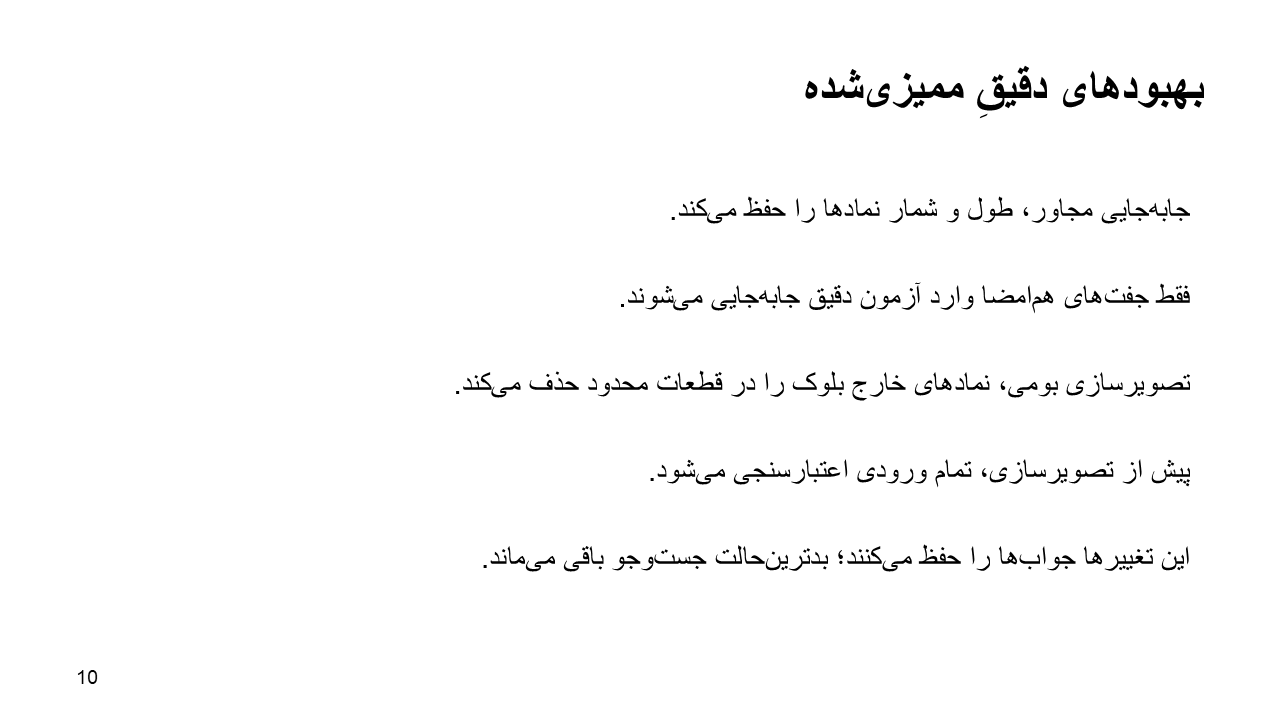 بهبودهای دقیقِ ممیزی‌شده
جابه‌جایی مجاور، طول و شمار نمادها را حفظ می‌کند.
فقط جفت‌های هم‌امضا وارد آزمون دقیق جابه‌جایی می‌شوند.
تصویرسازی بومی، نمادهای خارج بلوک را در قطعات محدود حذف می‌کند.
پیش از تصویرسازی، تمام ورودی اعتبارسنجی می‌شود.
این تغییرها جواب‌ها را حفظ می‌کنند؛ بدترین‌حالت جست‌وجو باقی می‌ماند.
10